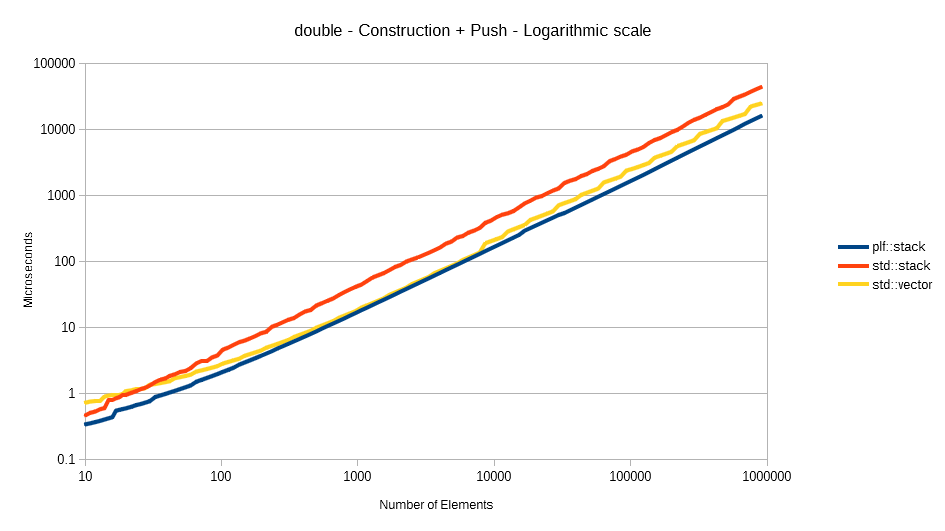 double - Construction + Push - Logarithmic scale
100000
10000
1000
100
10
1
0.1
Microseconds
10
100
1000
10000
100000
1000000
Number of Elements
plf::stack
std::stack
std::vector